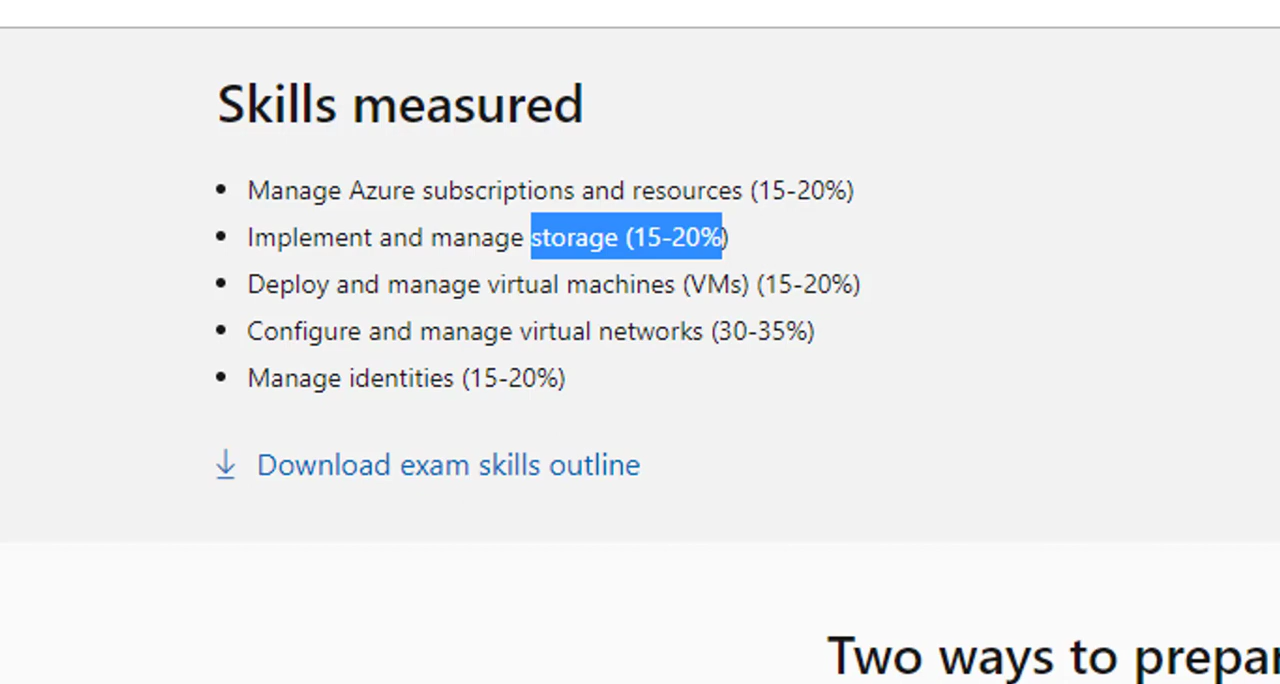 Skills measured
• Manage Azure subscriptions and resources (15-20%)
• Implement and manage storage (15-20%)
• Deploy and manage virtual machines (VMs) (15-20%)
• Configure and manage virtual networks (30-35%)
• Manage identities (15-20%)
Download exam skills outline
Two ways to prepar